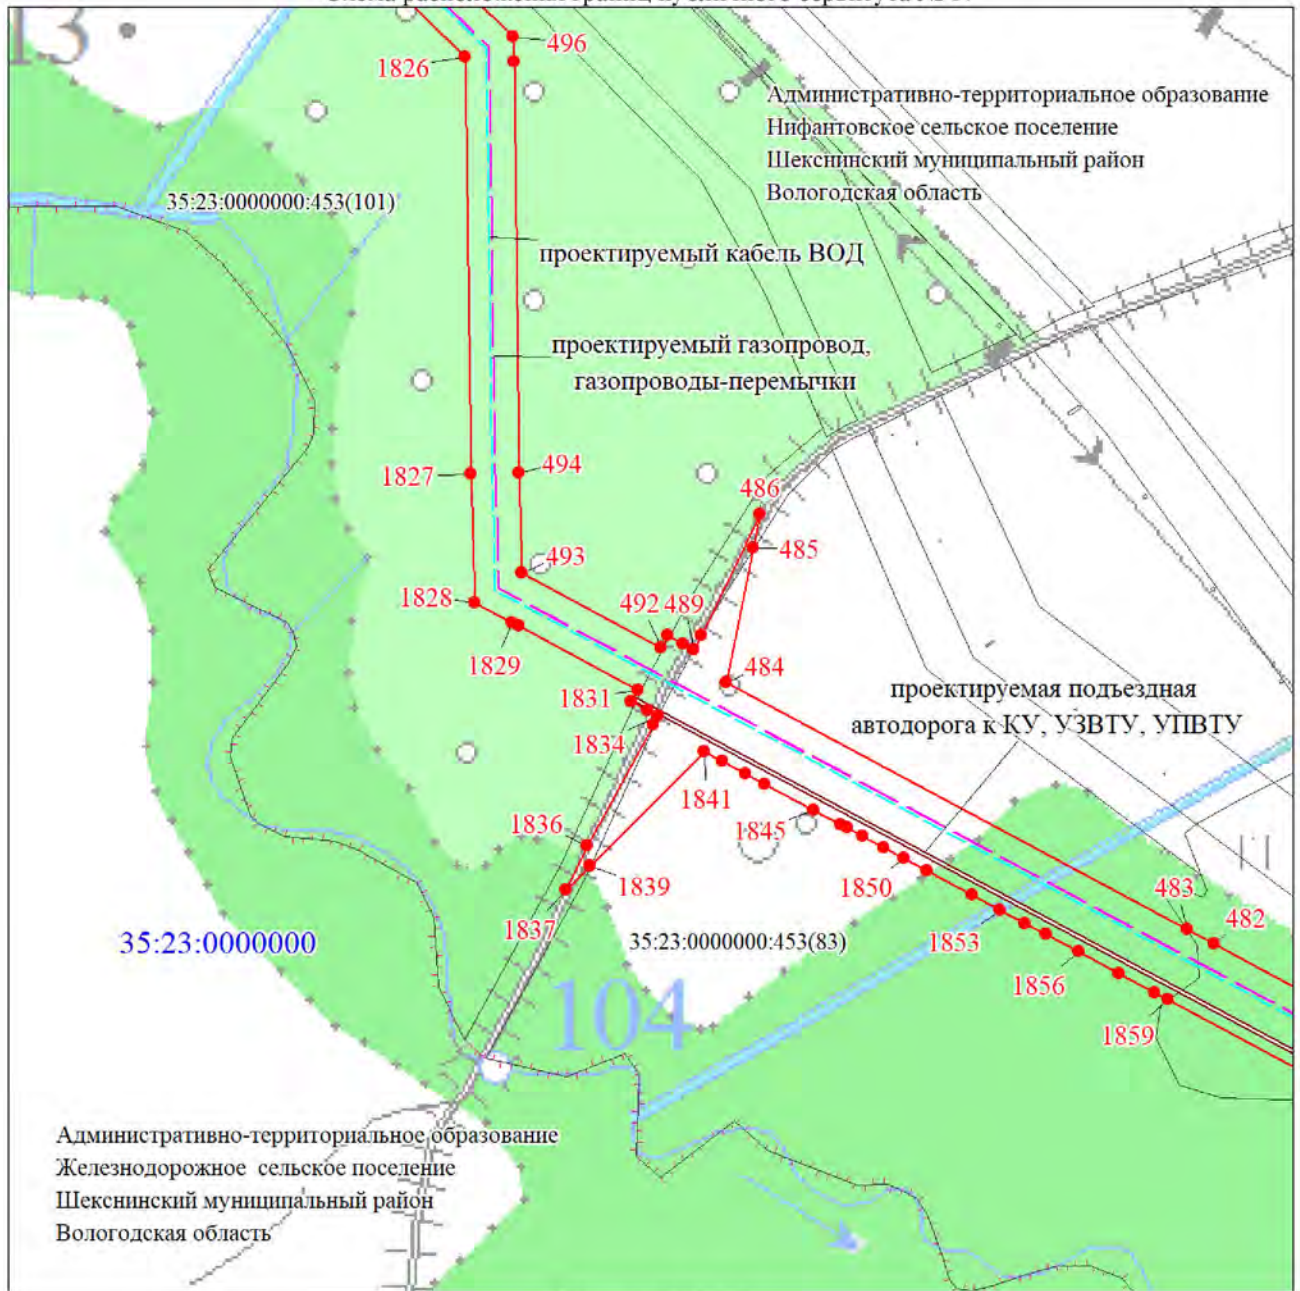 13
496
1826
Административно-территориальное образование
Нифантовское сельское поселение
Шекснинский муниципальный район
Вологодская область
35:23:0000000:453(101)
проектируемый кабель ВОД
проектируемый газопровод,
газопроводы-перемычки
1827
494
486
485
493
1828
492
489
1829
484
1831
проектируемая подъездная
автодорога к КУ, УЗВТУ, УПВТУ
1834
1841
1845
1836
1850
1839
483
482
1837
35:23:0000000
35:23:0000000:453(83)
1853
1856
104
1859
Административно-территориальное образование
Железнодорожное сельское поселение
Шекснинский муниципальный район
Вологодская область